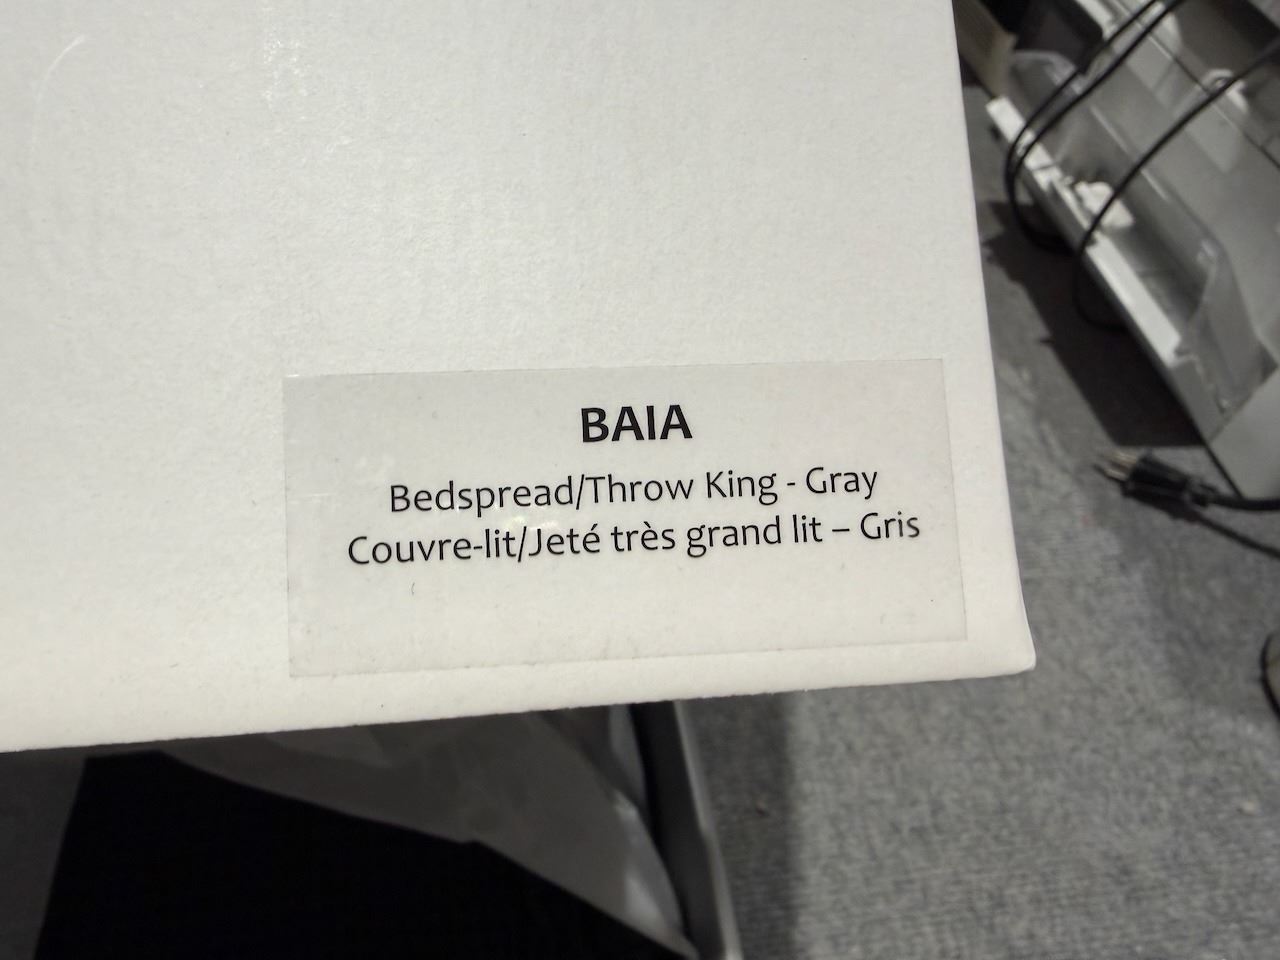 BAIA
Bedspread/Throw King - Gray
Couvre-lit/Jeté très grand lit – Gris